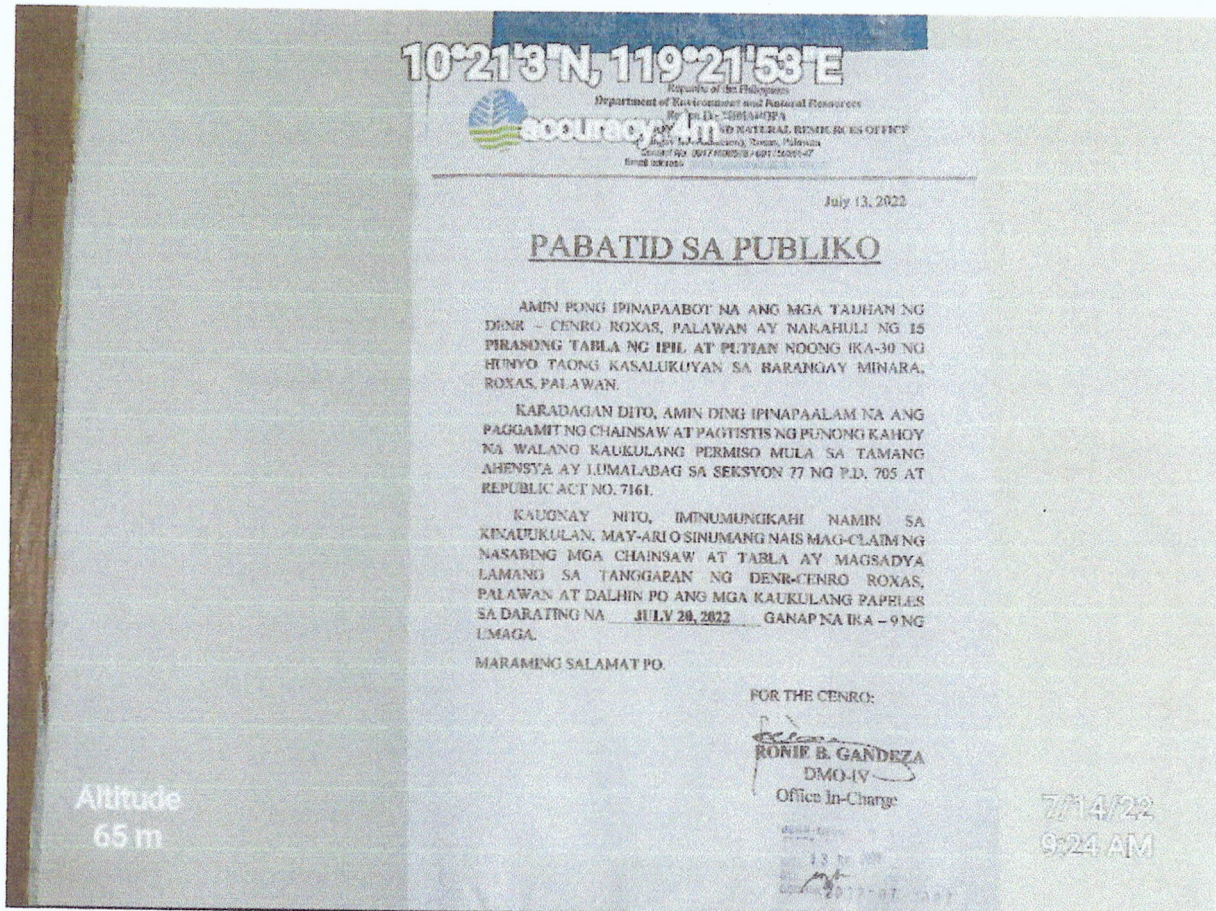 10°21'3"N, 119°21'53"E
Republic of the Philippines
Department of Environment and Natural Resources
accuracy: 4m
AND NATURAL RESOURCES OFFICE
Roxas, Palawan
Email address
July 13, 2022
PABATID SA PUBLIKO
AMIN PONG IPINAPAABOT NA ANG MGA TAUHAN NG
DENR – CENRO ROXAS, PALAWAN AY NAKAHULI NG 15
PIRASONG TABLA NG IPIL AT PUTIAN NOONG IKA-30 NG
HUNYO TAONG KASALUKUYAN SA BARANGAY MINARA,
ROXAS, PALAWAN.
KARADAGAN DITO, AMIN DING IPINAPAALAM NA ANG
PAGGAMIT NG CHAINSAW AT PAGTISTIS NG PUNONG KAHOY
NA WALANG KAUKULANG PERMISO MULA SA TAMANG
AHENSYA AY LUMALABAG SA SEKSYON 77 NG P.D. 705 AT
REPUBLIC ACT NO. 7161.
KAUGNAY NITO, IMINUMUNGKAHI NAMIN SA
KINAUUKULAN, MAY-ARI O SINUMANG NAIS MAG-CLAIM NG
NASABING MGA CHAINSAW AT TABLA AY MAGSADYA
LAMANG SA TANGGAPAN NG DENR-CENRO ROXAS,
PALAWAN AT DALHIN PO ANG MGA KAUKULANG PAPELES
SA DARATING NA JULY 20, 2022 GANAP NA IKA – 9 NG
UMAGA.
MARAMING SALAMAT PO.
FOR THE CENRO:
RONIE B. GANDEZA
DMO-IV
Office In-Charge
Altitude
65 m
7/14/22
9:24 AM